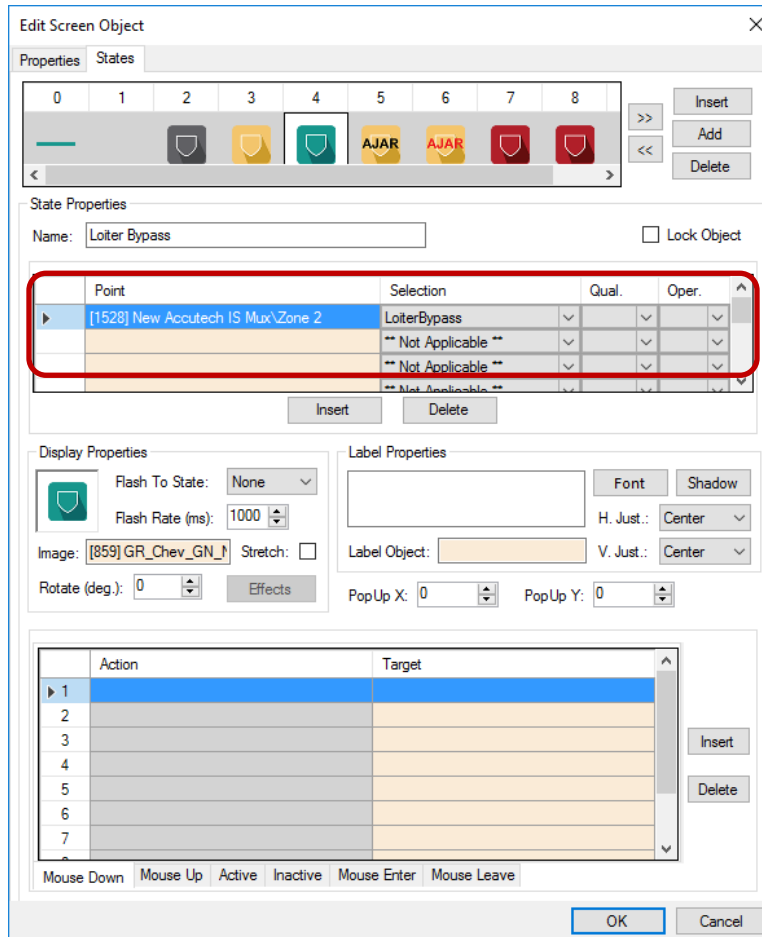 Edit Screen Object
Properties States
0 1 2 3 4 5 6 7 8
AJAR AJAR
>>
<<
Insert
Add
Delete
State Properties
Name: Loiter Bypass Lock Object
Point Selection Qual. Oper.
[1528] New Accutech IS Mux\Zone 2 LoiterBypass
** Not Applicable **
** Not Applicable **
** Not Applicable **
Insert Delete
Display Properties
Flash To State: None
Flash Rate (ms): 1000
Image: [859] GR_Chev_GN_ Stretch:
Rotate (deg.): 0 Effects
Label Properties
Font Shadow
H. Just.: Center
Label Object: V. Just.: Center
PopUp X: 0 PopUp Y: 0
Action Target
1
2
3
4
5
6
7
Insert
Delete
Mouse Down Mouse Up Active Inactive Mouse Enter Mouse Leave
OK Cancel